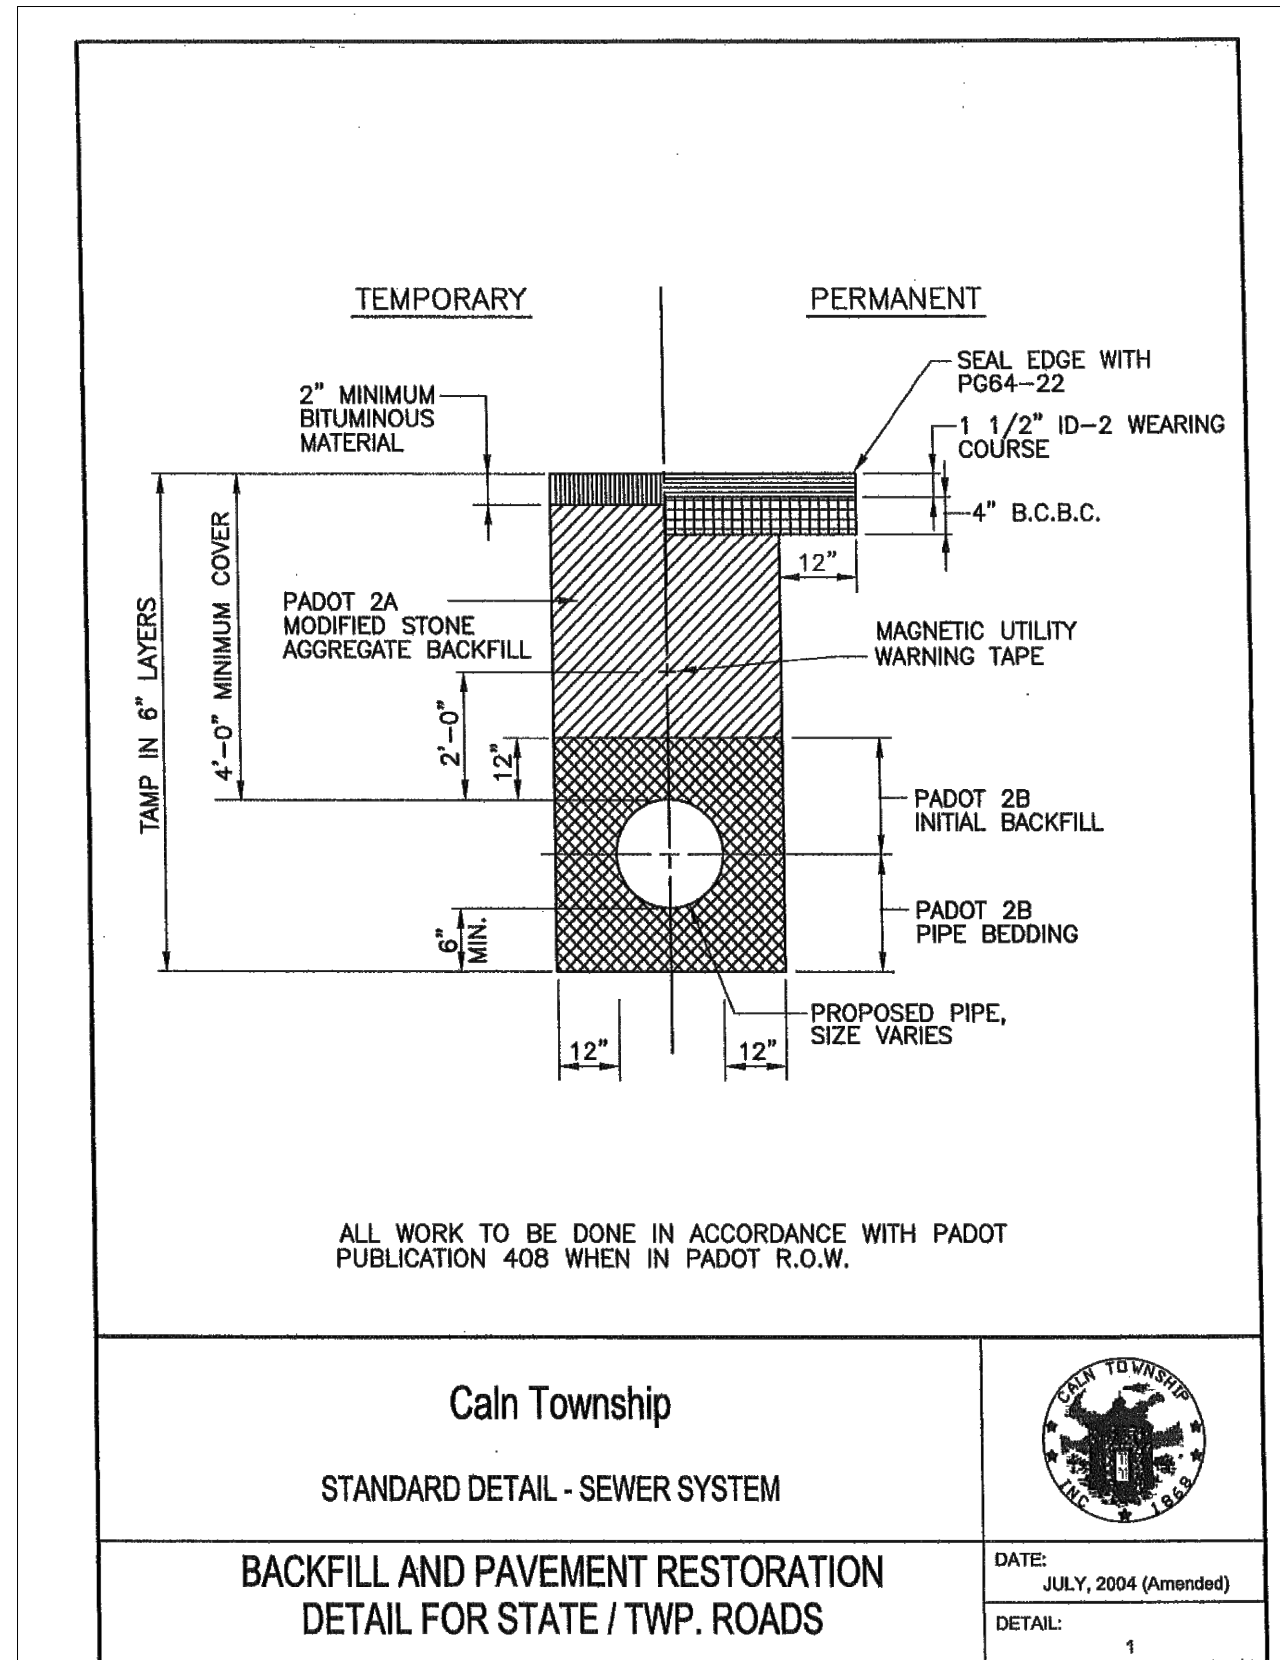 TEMPORARY
PERMANENT
SEAL EDGE WITH
PG64-22
2" MINIMUM
BITUMINOUS
MATERIAL
1 1/2" ID-2 WEARING
COURSE
4" B.C.B.C.
12"
PADOT 2A
MODIFIED STONE
AGGREGATE BACKFILL
MAGNETIC UTILITY
WARNING TAPE
TAMP IN 6" LAYERS
4'-0" MINIMUM COVER
2'-0"
12"
PADOT 2B
INITIAL BACKFILL
6"
MIN.
PADOT 2B
PIPE BEDDING
PROPOSED PIPE,
SIZE VARIES
12"
12"
ALL WORK TO BE DONE IN ACCORDANCE WITH PADOT
PUBLICATION 408 WHEN IN PADOT R.O.W.
Caln Township
STANDARD DETAIL - SEWER SYSTEM
CALN TOWNSHIP
INC 1868
BACKFILL AND PAVEMENT RESTORATION
DETAIL FOR STATE / TWP. ROADS
DATE:
JULY, 2004 (Amended)
DETAIL:
1